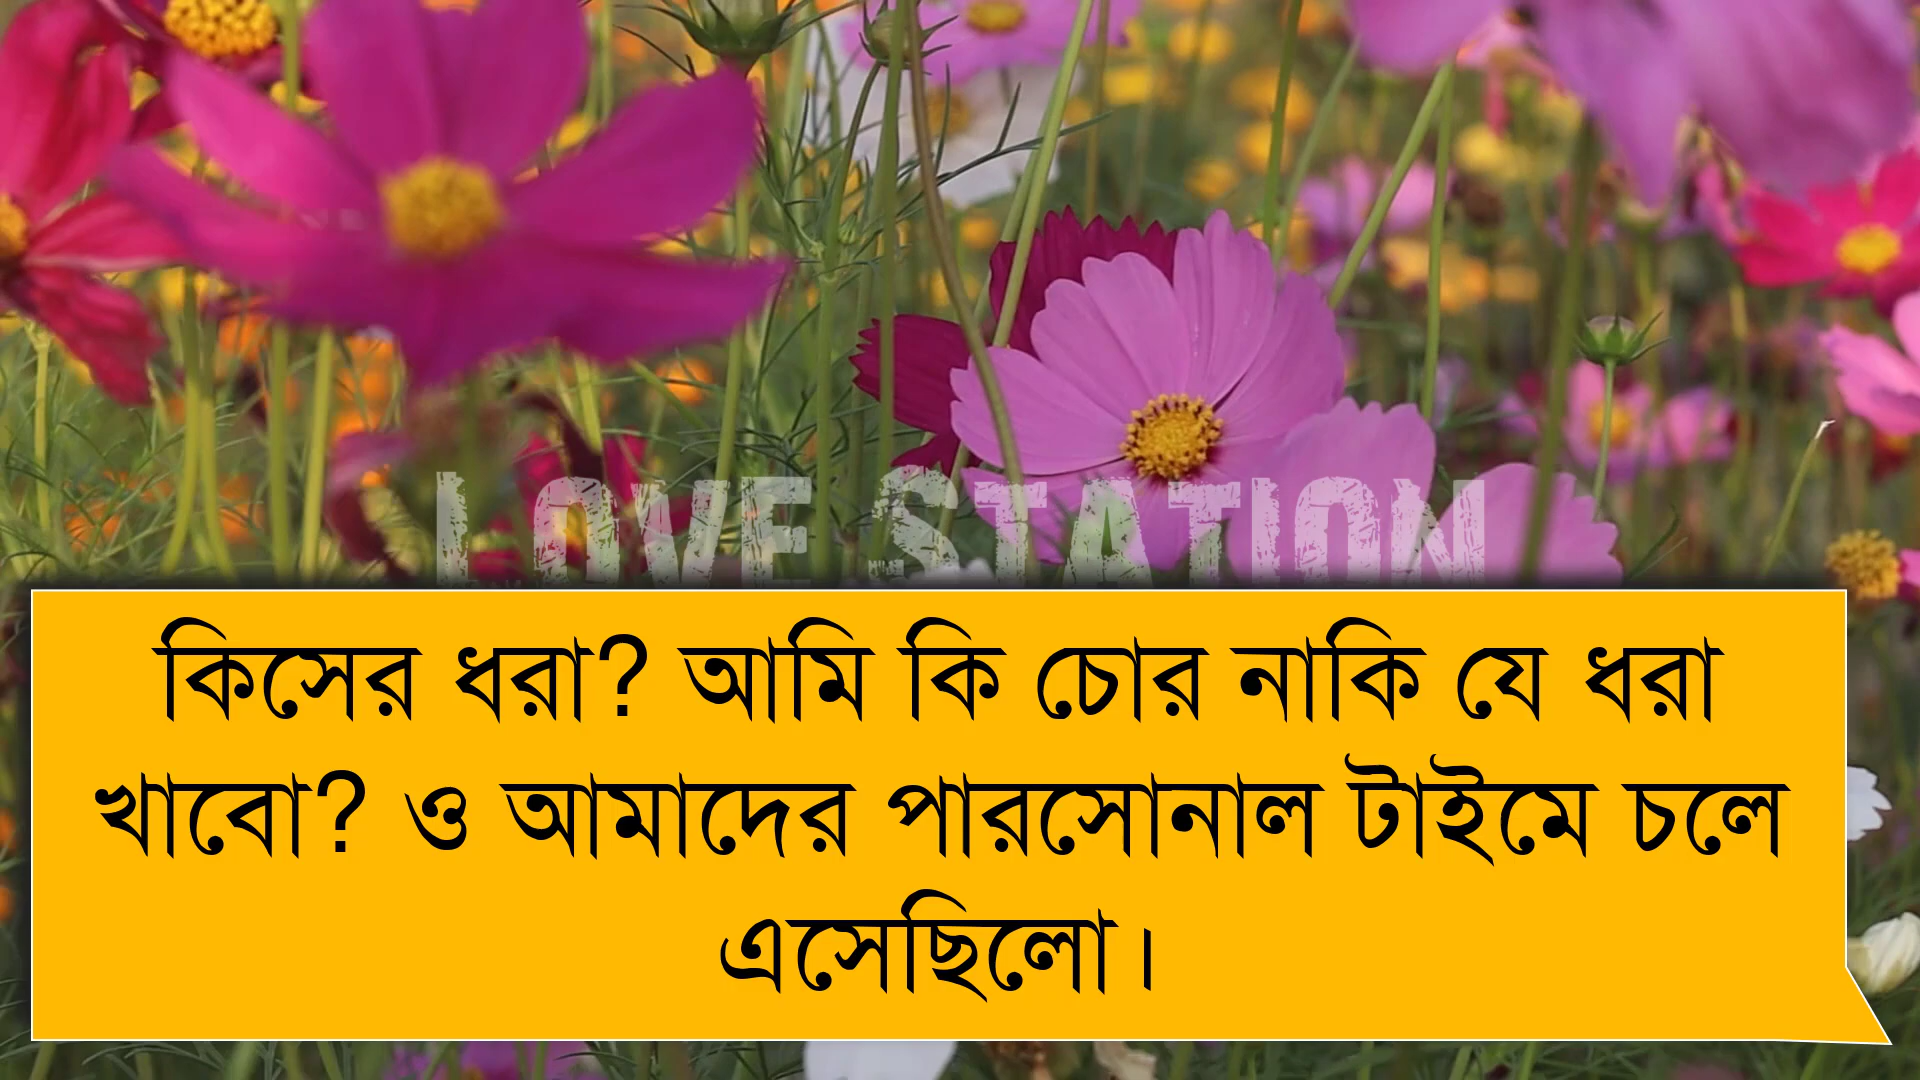 LOVE STATION
কিসের ধরা? আমি কি চোর নাকি যে ধরা
খাবো? ও আমাদের পারসোনাল টাইমে চলে
এসেছিলো।